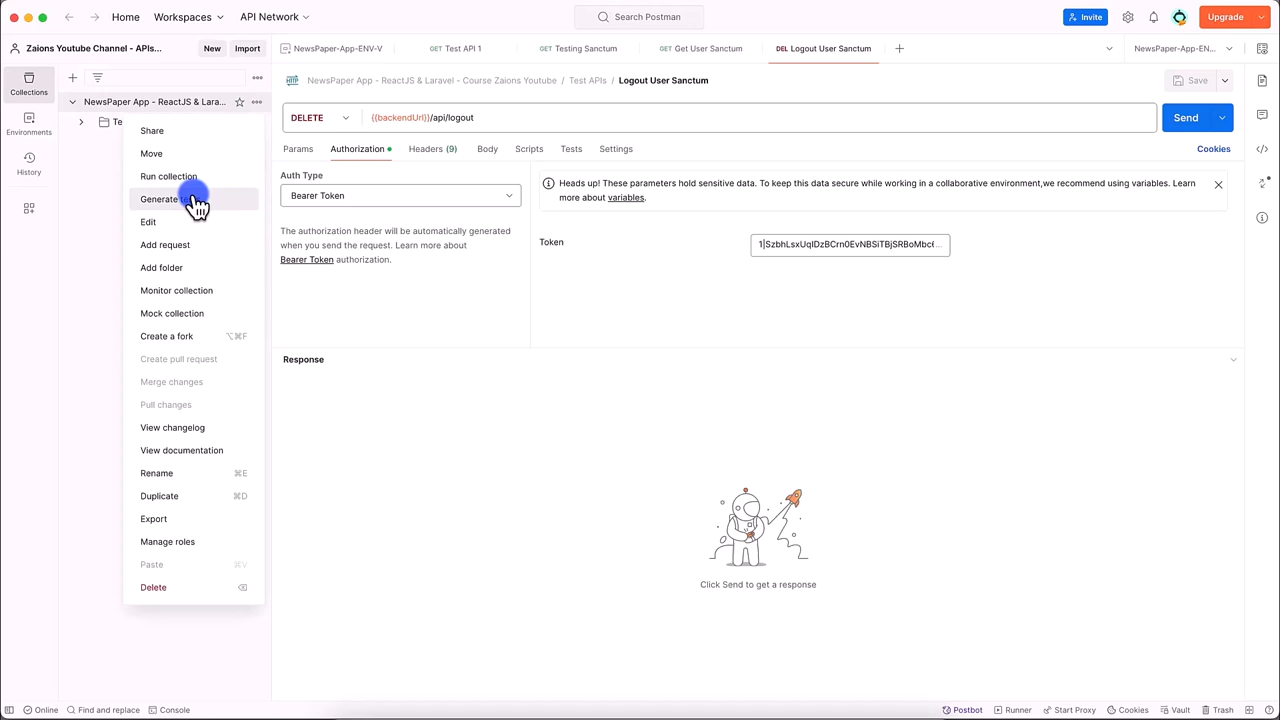 Home
Workspaces
API Network
Search Postman
Invite
Upgrade
Zaions Youtube Channel - APIs...
New
Import
NewsPaper-App-ENV-V
GET Test API 1
GET Testing Sanctum
GET Get User Sanctum
DEL Logout User Sanctum
NewsPaper-App-EN...
Collections
Environments
History
NewsPaper App - ReactJS & Lara...
Te
Share
Move
Run collection
Generate
Edit
Add request
Add folder
Monitor collection
Mock collection
Create a fork ⌥⌘F
Create pull request
Merge changes
Pull changes
View changelog
View documentation
Rename ⌘E
Duplicate ⌘D
Export
Manage roles
Paste ⌘V
Delete
HTTP NewsPaper App - ReactJS & Laravel - Course Zaions Youtube / Test APIs / Logout User Sanctum
Save
DELETE {{backendUrl}}/api/logout
Send
Params
Authorization
Headers (9)
Body
Scripts
Tests
Settings
Cookies
Auth Type
Bearer Token
The authorization header will be automatically generated
when you send the request. Learn more about
Bearer Token authorization.
Heads up! These parameters hold sensitive data. To keep this data secure while working in a collaborative environment,we recommend using variables. Learn
more about variables.
Token
Response
Click Send to get a response
Online
Find and replace
Console
Postbot
Runner
Start Proxy
Cookies
Vault
Trash